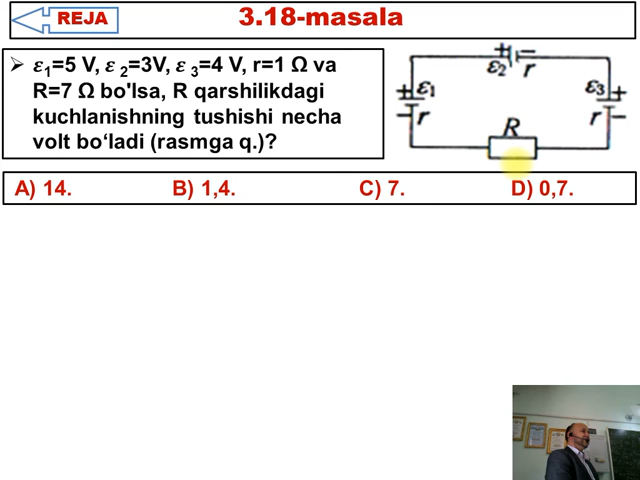 REJA
3.18-masala
➢ 𝜀1=5 V, 𝜀 2=3V, 𝜀 3=4 V, r=1 Ω va
R=7 Ω bo'lsa, R qarshilikdagi
kuchlanishning tushishi necha
volt bo‘ladi (rasmga q.)?
+ −
ε2 r
+ ε1
− r
ε3 +
r −
R
A) 14. B) 1,4. C) 7. D) 0,7.